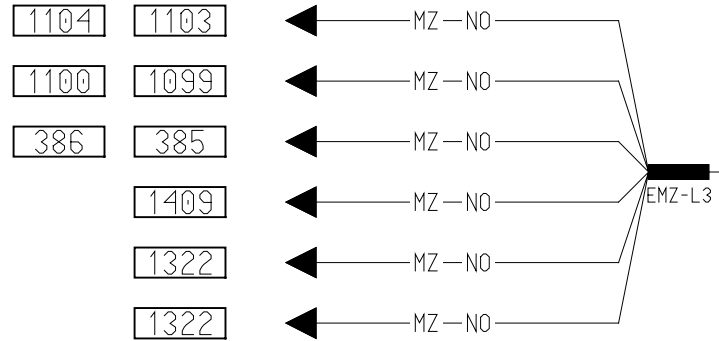 1104 1103 MZ-NO
1100 1099 MZ-NO
386 385 MZ-NO
1409 MZ-NO
EMZ-L3
1322 MZ-NO
1322 MZ-NO